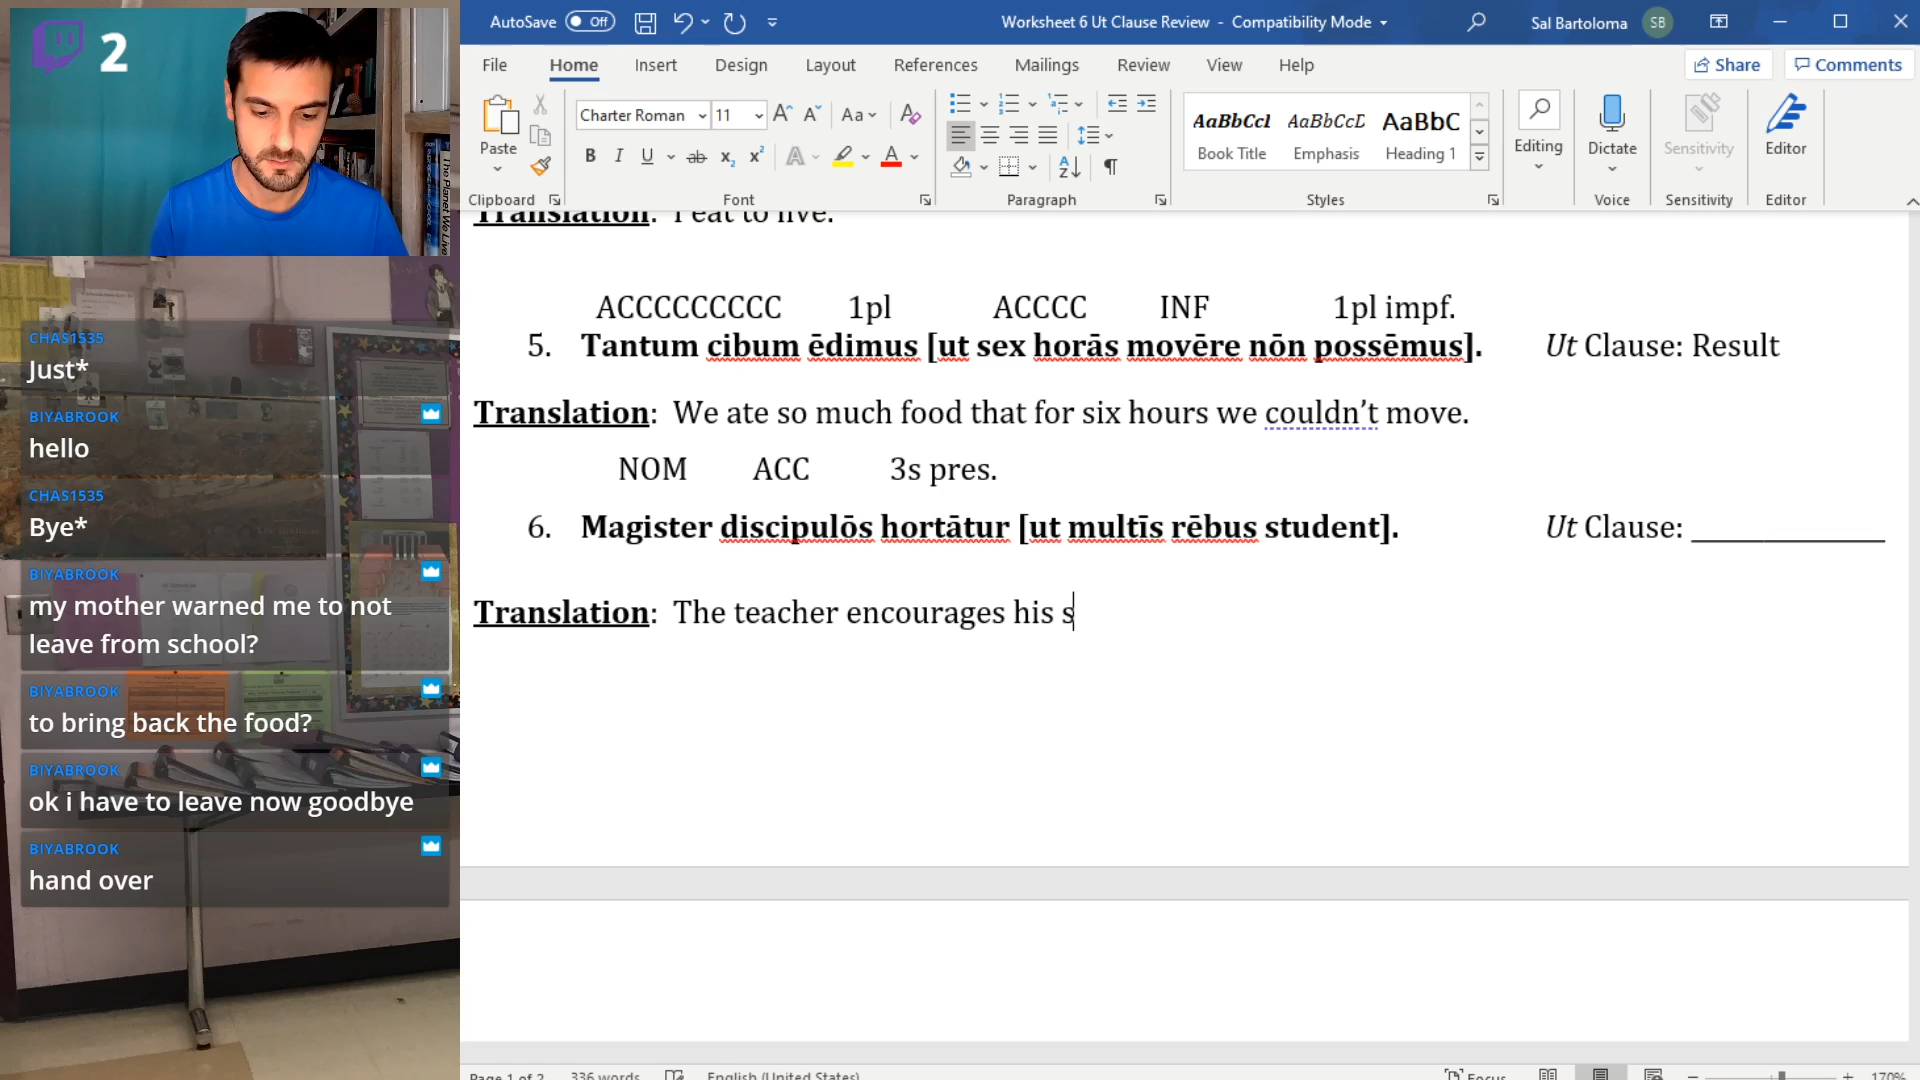 2
CHAS1535
Just*
BIYABROOK
hello
CHAS1535
Bye*
BIYABROOK
my mother warned me to not
leave from school?
BIYABROOK
to bring back the food?
BIYABROOK
ok i have to leave now goodbye
BIYABROOK
hand over
AutoSave Off
Worksheet 6 Ut Clause Review - Compatibility Mode
Sal Bartoloma SB
File Home Insert Design Layout References Mailings Review View Help
Share Comments
Charter Roman 11
Paste
AaBbCcI AaBbCcD AaBbC
Book Title Emphasis Heading 1
Editing Dictate Sensitivity Editor
Clipboard Font Paragraph Styles Voice Sensitivity Editor
Translation: I eat to live.
ACCCCCCCCC 1pl ACCCC INF 1pl impf.
5. Tantum cibum ēdimus [ut sex horās movēre nōn possēmus]. Ut Clause: Result
Translation: We ate so much food that for six hours we couldn't move.
NOM ACC 3s pres.
6. Magister discipulōs hortātur [ut multīs rēbus student]. Ut Clause: _______________
Translation: The teacher encourages his s
Page 1 of 2 336 words English (United States) Focus 170%